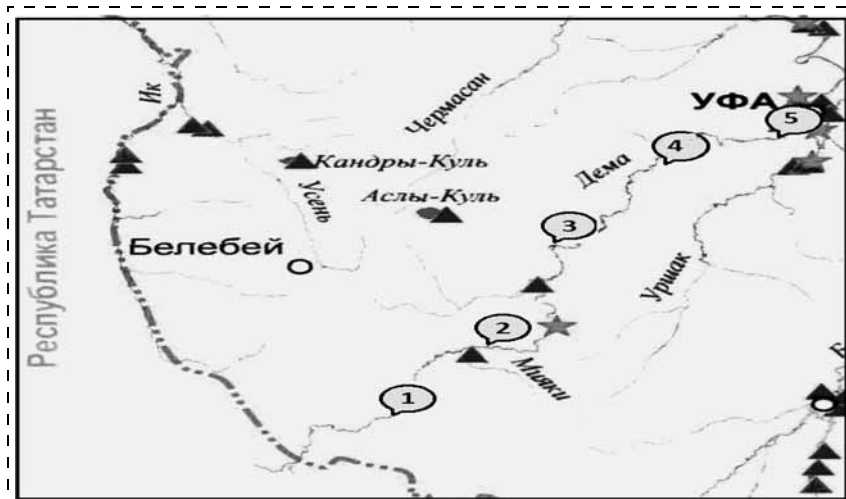 Ик
Чермасан
УФА
5
4
Республика Татарстан
Кандры-Куль
Дема
Усень
Аслы-Куль
3
Белебей
Уршак
2
Мияки
1